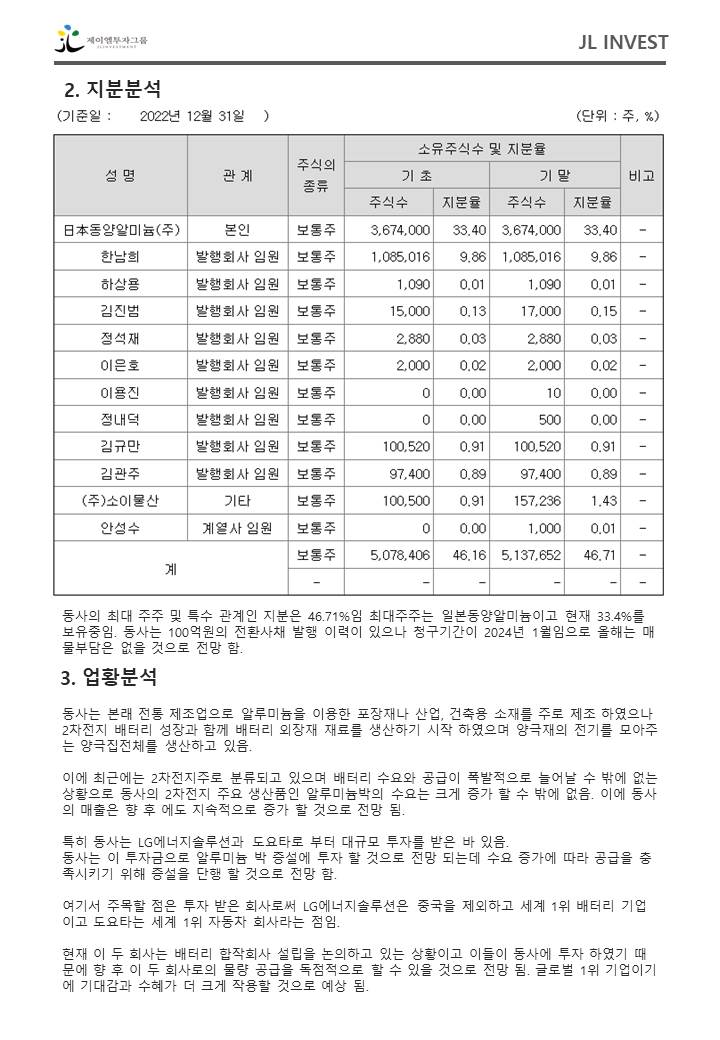 제이엘투자그룹
JLINVESTMENT
JL INVEST
2. 지분분석
(기준일 : 2022년 12월 31일 ) (단위 : 주, %)
성 명 관 계 주식의 종류 소유주식수 및 지분율 비고
기 초 기 말
주식수 지분율 주식수 지분율
日本동양알미늄(주) 본인 보통주 3,674,000 33.40 3,674,000 33.40 -
한남희 발행회사 임원 보통주 1,085,016 9.86 1,085,016 9.86 -
하상용 발행회사 임원 보통주 1,090 0.01 1,090 0.01 -
김진범 발행회사 임원 보통주 15,000 0.13 17,000 0.15 -
정석재 발행회사 임원 보통주 2,880 0.03 2,880 0.03 -
이은호 발행회사 임원 보통주 2,000 0.02 2,000 0.02 -
이용진 발행회사 임원 보통주 0 0.00 10 0.00 -
정내덕 발행회사 임원 보통주 0 0.00 500 0.00 -
김규만 발행회사 임원 보통주 100,520 0.91 100,520 0.91 -
김관주 발행회사 임원 보통주 97,400 0.89 97,400 0.89 -
(주)소이물산 기타 보통주 100,500 0.91 157,236 1.43 -
안성수 계열사 임원 보통주 0 0.00 1,000 0.01 -
계 보통주 5,078,406 46.16 5,137,652 46.71 -
- - - - - -
동사의 최대 주주 및 특수 관계인 지분은 46.71%임 최대주주는 일본동양알미늄이고 현재 33.4%를
보유중임. 동사는 100억원의 전환사채 발행 이력이 있으나 청구기간이 2024년 1월임으로 올해는 매
물부담은 없을 것으로 전망 함.
3. 업황분석
동사는 본래 전통 제조업으로 알루미늄을 이용한 포장재나 산업, 건축용 소재를 주로 제조 하였으나
2차전지 배터리 성장과 함께 배터리 외장재 재료를 생산하기 시작 하였으며 양극재의 전기를 모아주
는 양극집전체를 생산하고 있음.
이에 최근에는 2차전지주로 분류되고 있으며 배터리 수요와 공급이 폭발적으로 늘어날 수 밖에 없는
상황으로 동사의 2차전지 주요 생산품인 알루미늄박의 수요는 크게 증가 할 수 밖에 없음. 이에 동사
의 매출은 향 후 에도 지속적으로 증가 할 것으로 전망 됨.
특히 동사는 LG에너지솔루션과 도요타로 부터 대규모 투자를 받은 바 있음.
동사는 이 투자금으로 알루미늄 박 증설에 투자 할 것으로 전망 되는데 수요 증가에 따라 공급을 충
족시키기 위해 증설을 단행 할 것으로 전망 함.
여기서 주목할 점은 투자 받은 회사로써 LG에너지솔루션은 중국을 제외하고 세계 1위 배터리 기업
이고 도요타는 세계 1위 자동차 회사라는 점임.
현재 이 두 회사는 배터리 합작회사 설립을 논의하고 있는 상황이고 이들이 동사에 투자 하였기 때
문에 향 후 이 두 회사로의 물량 공급을 독점적으로 할 수 있을 것으로 전망 됨. 글로벌 1위 기업이기
에 기대감과 수혜가 더 크게 작용할 것으로 예상 됨.